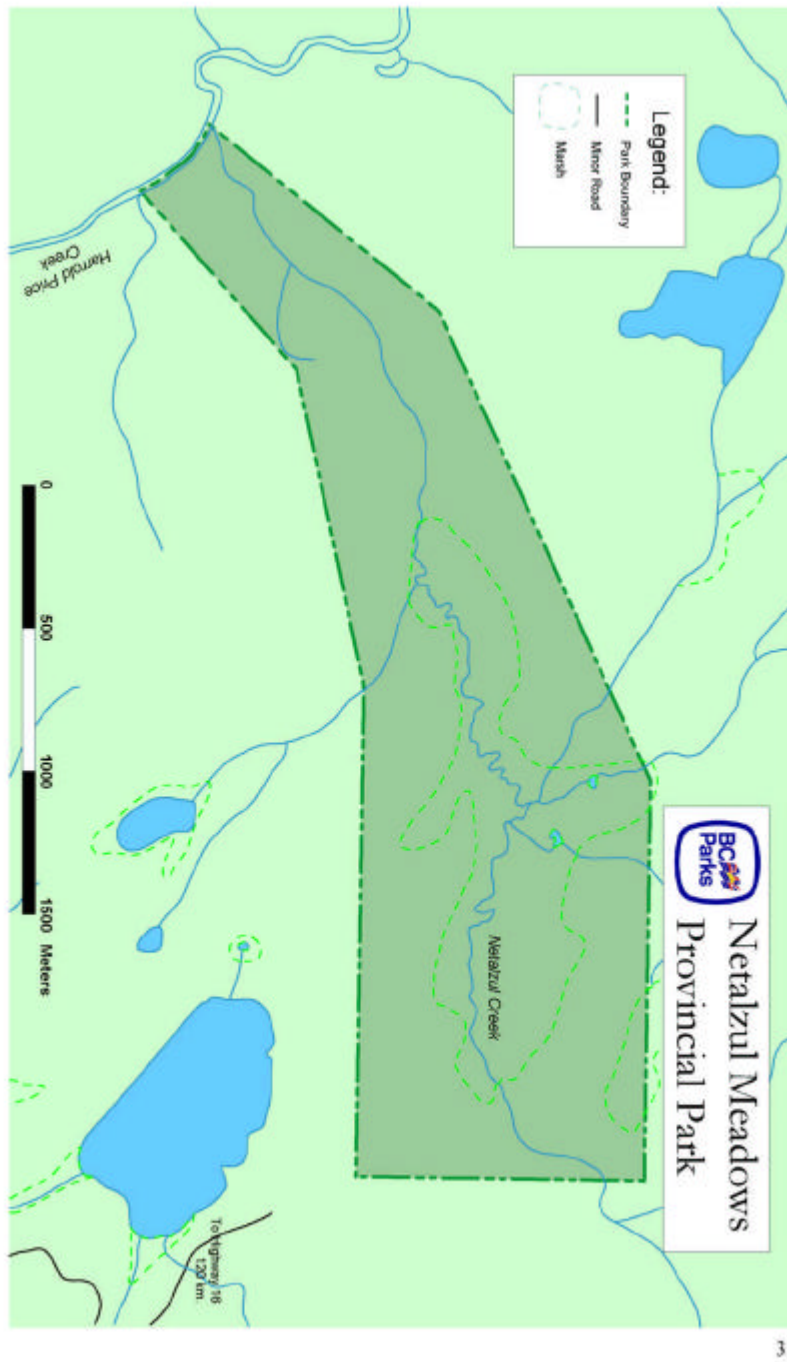 Netalzul Meadows
Provincial Park
BC
Parks
Legend:
Park Boundary
Minor Road
Marsh
Harrold Price
Creek
Netalzul Creek
To Highway 16
120 km.
0
500
1000
1500 Meters
3